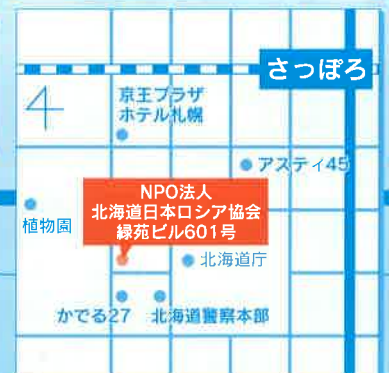 さっぽろ
京王プラザ
ホテル札幌
アスティ45
NPO法人
北海道日本ロシア協会
緑苑ビル601号
植物園
北海道庁
かでる27
北海道警察本部